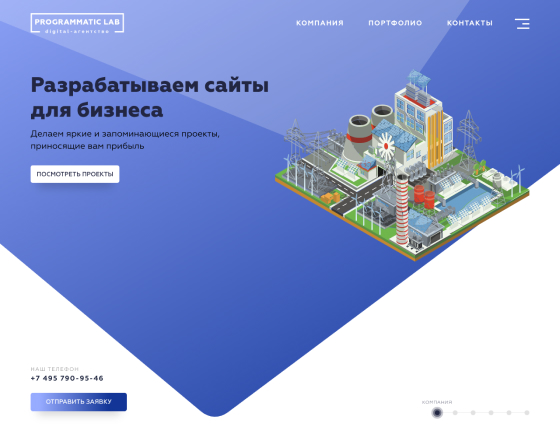 PROGRAMMATIC LAB
digital-агентство
КОМПАНИЯ
ПОРТФОЛИО
КОНТАКТЫ
Разрабатываем сайты
для бизнеса
Делаем яркие и запоминающиеся проекты,
приносящие вам прибыль
ПОСМОТРЕТЬ ПРОЕКТЫ
НАШ ТЕЛЕФОН
+7 495 790-95-46
ОТПРАВИТЬ ЗАЯВКУ
КОМПАНИЯ